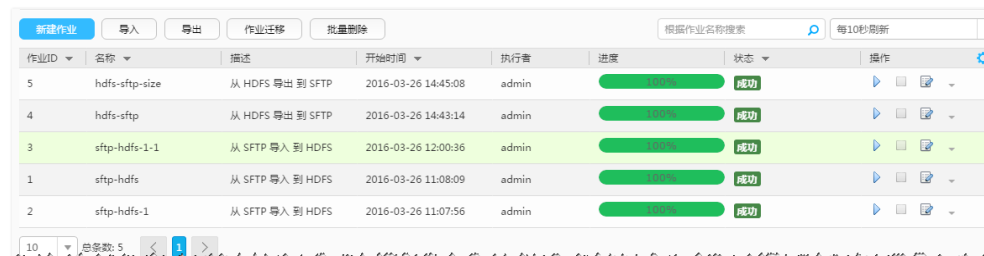 新建作业 导入 导出 作业迁移 批量删除 根据作业名称搜索 每10秒刷新
作业ID 名称 描述 开始时间 执行者 进度 状态 操作
5 hdfs-sftp-size 从 HDFS 导出 到 SFTP 2016-03-26 14:45:08 admin 100% 成功
4 hdfs-sftp 从 HDFS 导出 到 SFTP 2016-03-26 14:43:14 admin 100% 成功
3 sftp-hdfs-1-1 从 SFTP 导入 到 HDFS 2016-03-26 12:00:36 admin 100% 成功
1 sftp-hdfs 从 SFTP 导入 到 HDFS 2016-03-26 11:08:09 admin 100% 成功
2 sftp-hdfs-1 从 SFTP 导入 到 HDFS 2016-03-26 11:07:56 admin 100% 成功
10 总条数: 5 1